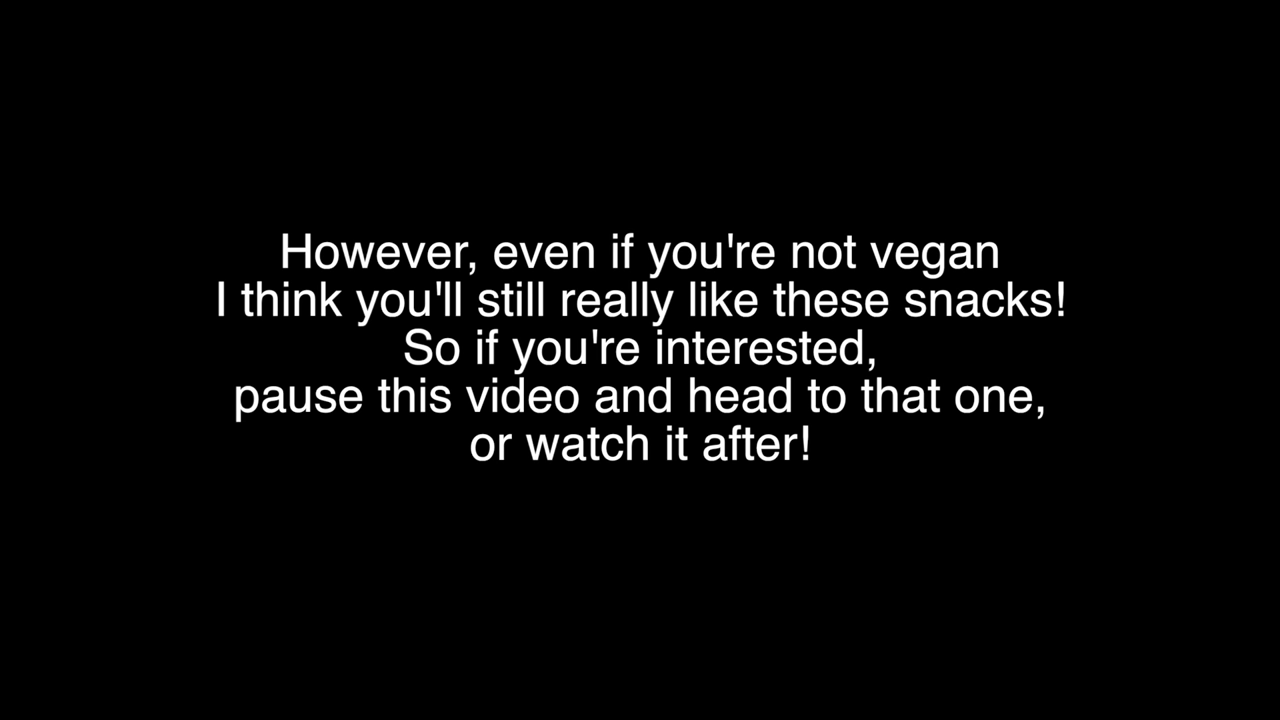 However, even if you're not vegan
I think you'll still really like these snacks!
So if you're interested,
pause this video and head to that one,
or watch it after!